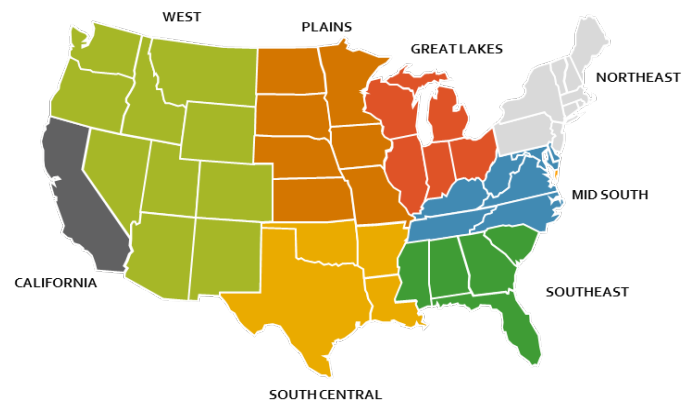 WEST
PLAINS
GREAT LAKES
NORTHEAST
MID SOUTH
CALIFORNIA
SOUTHEAST
SOUTH CENTRAL